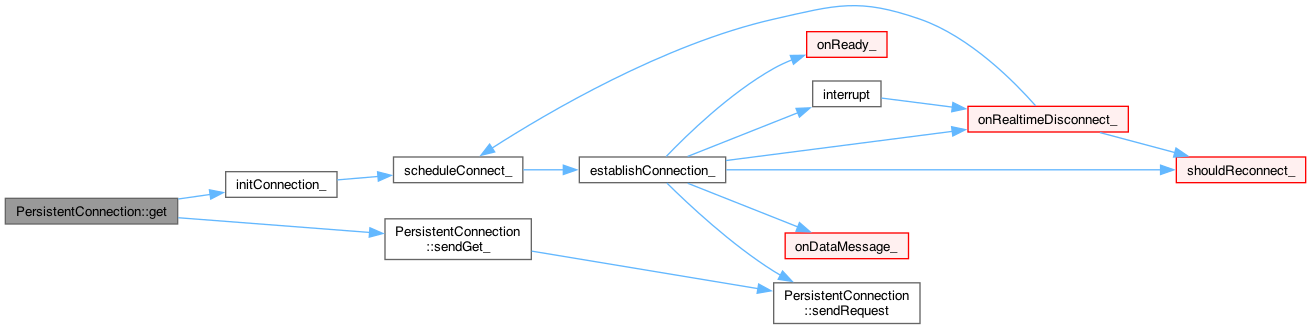 PersistentConnection::get
initConnection_
PersistentConnection
::sendGet_
scheduleConnect_
establishConnection_
onReady_
interrupt
onRealtimeDisconnect_
shouldReconnect_
onDataMessage_
PersistentConnection
::sendRequest